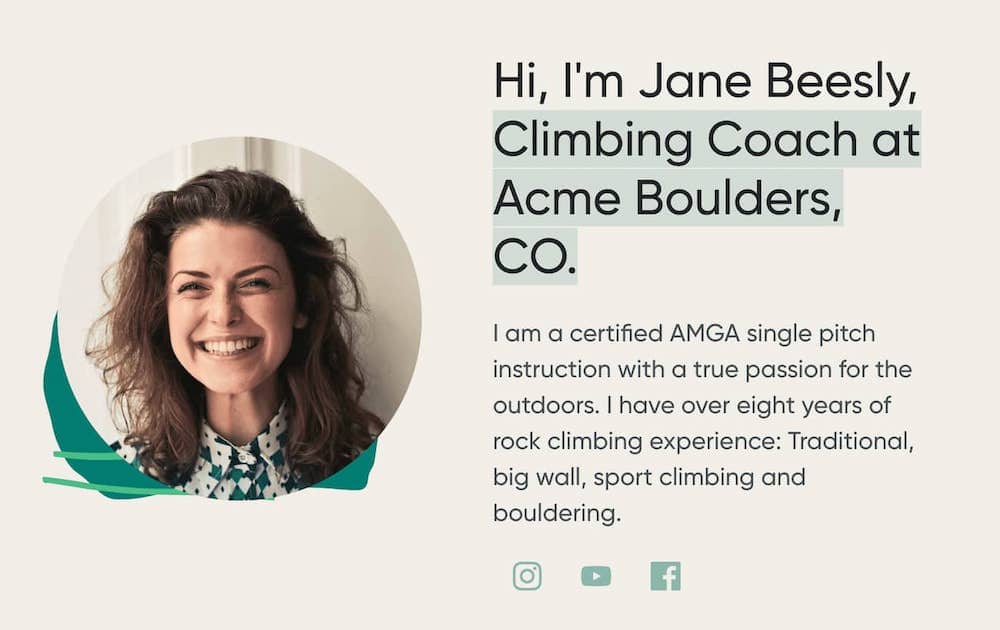 Hi, I'm Jane Beesly,
Climbing Coach at
Acme Boulders,
CO.
I am a certified AMGA single pitch
instruction with a true passion for the
outdoors. I have over eight years of
rock climbing experience: Traditional,
big wall, sport climbing and
bouldering.